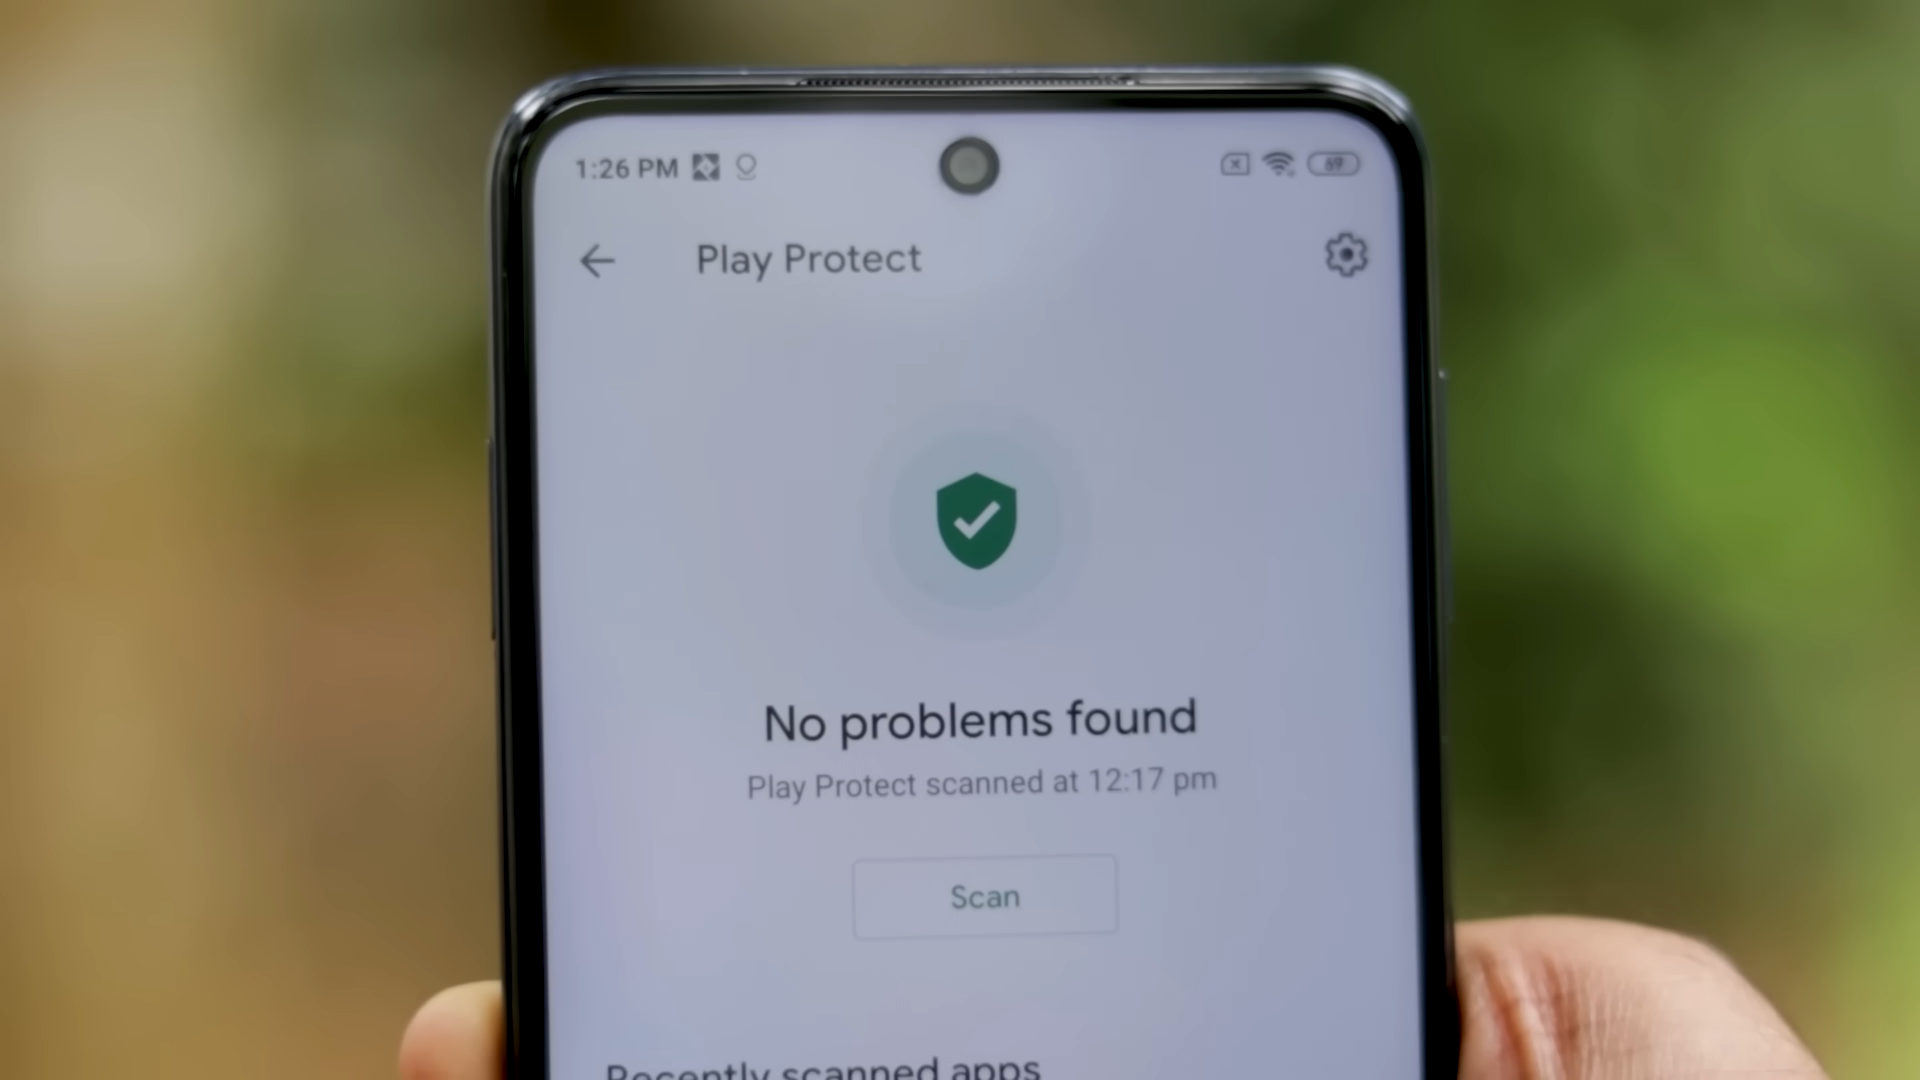 1:26 PM
69
Play Protect
No problems found
Play Protect scanned at 12:17 pm
Scan
Recently scanned apps